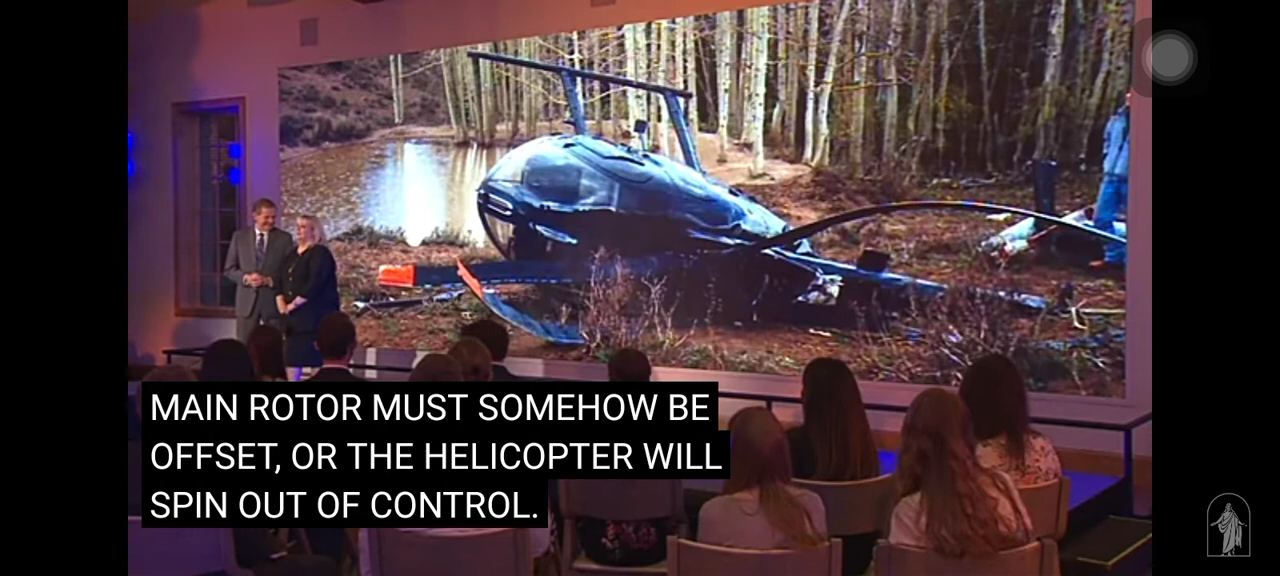 MAIN ROTOR MUST SOMEHOW BE
OFFSET, OR THE HELICOPTER WILL
SPIN OUT OF CONTROL.